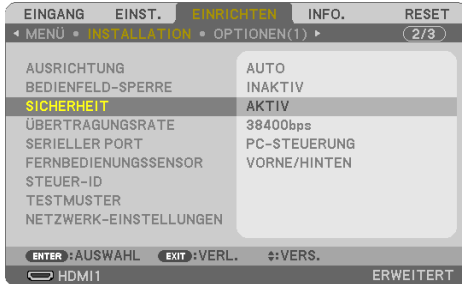 EINGANG EINST. EINRICHTEN INFO. RESET
◂ MENÜ • INSTALLATION • OPTIONEN(1) ▸ 2/3
AUSRICHTUNG AUTO
BEDIENFELD-SPERRE INAKTIV
SICHERHEIT AKTIV
ÜBERTRAGUNGSRATE 38400bps
SERIELLER PORT PC-STEUERUNG
FERNBEDIENUNGSSENSOR VORNE/HINTEN
STEUER-ID
TESTMUSTER
NETZWERK-EINSTELLUNGEN
ENTER :AUSWAHL EXIT :VERL. ⬍:VERS.
HDMI1 ERWEITERT